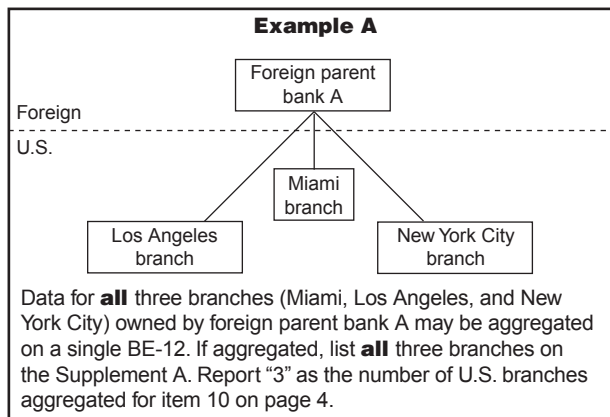 Example A
Foreign parent
bank A
Foreign
U.S.
Miami
branch
Los Angeles
branch
New York City
branch
Data for all three branches (Miami, Los Angeles, and New
York City) owned by foreign parent bank A may be aggregated
on a single BE-12. If aggregated, list all three branches on
the Supplement A. Report “3” as the number of U.S. branches
aggregated for item 10 on page 4.